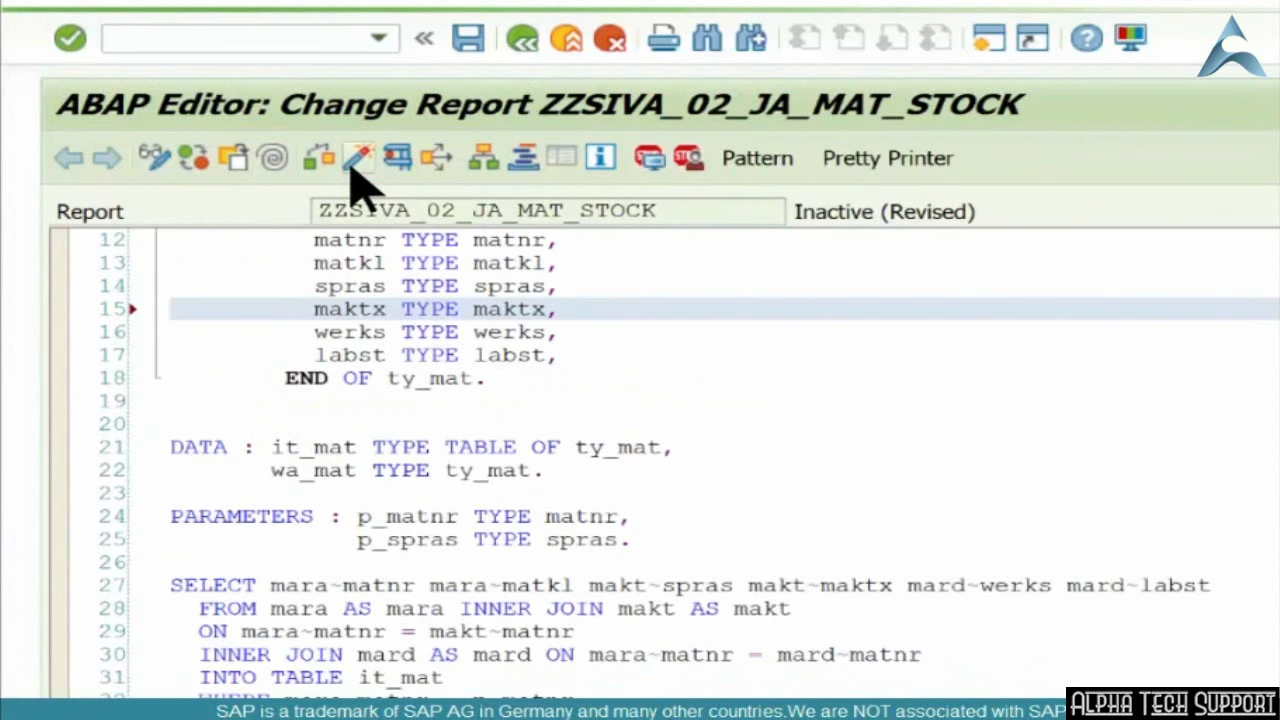 ABAP Editor: Change Report ZZSIVA_02_JA_MAT_STOCK
Pattern Pretty Printer
Report ZZSIVA_02_JA_MAT_STOCK Inactive (Revised)
12 matnr TYPE matnr,
13 matkl TYPE matkl,
14 spras TYPE spras,
15 maktx TYPE maktx,
16 werks TYPE werks,
17 labst TYPE labst,
18 END OF ty_mat.
19
20
21 DATA : it_mat TYPE TABLE OF ty_mat,
22 wa_mat TYPE ty_mat.
23
24 PARAMETERS : p_matnr TYPE matnr,
25 p_spras TYPE spras.
26
27 SELECT mara~matnr mara~matkl makt~spras makt~maktx mard~werks mard~labst
28 FROM mara AS mara INNER JOIN makt AS makt
29 ON mara~matnr = makt~matnr
30 INNER JOIN mard AS mard ON mara~matnr = mard~matnr
31 INTO TABLE it_mat
SAP is a trademark of SAP AG in Germany and many other countries.We are NOT associated with SAP
ALPHA TECH SUPPORT